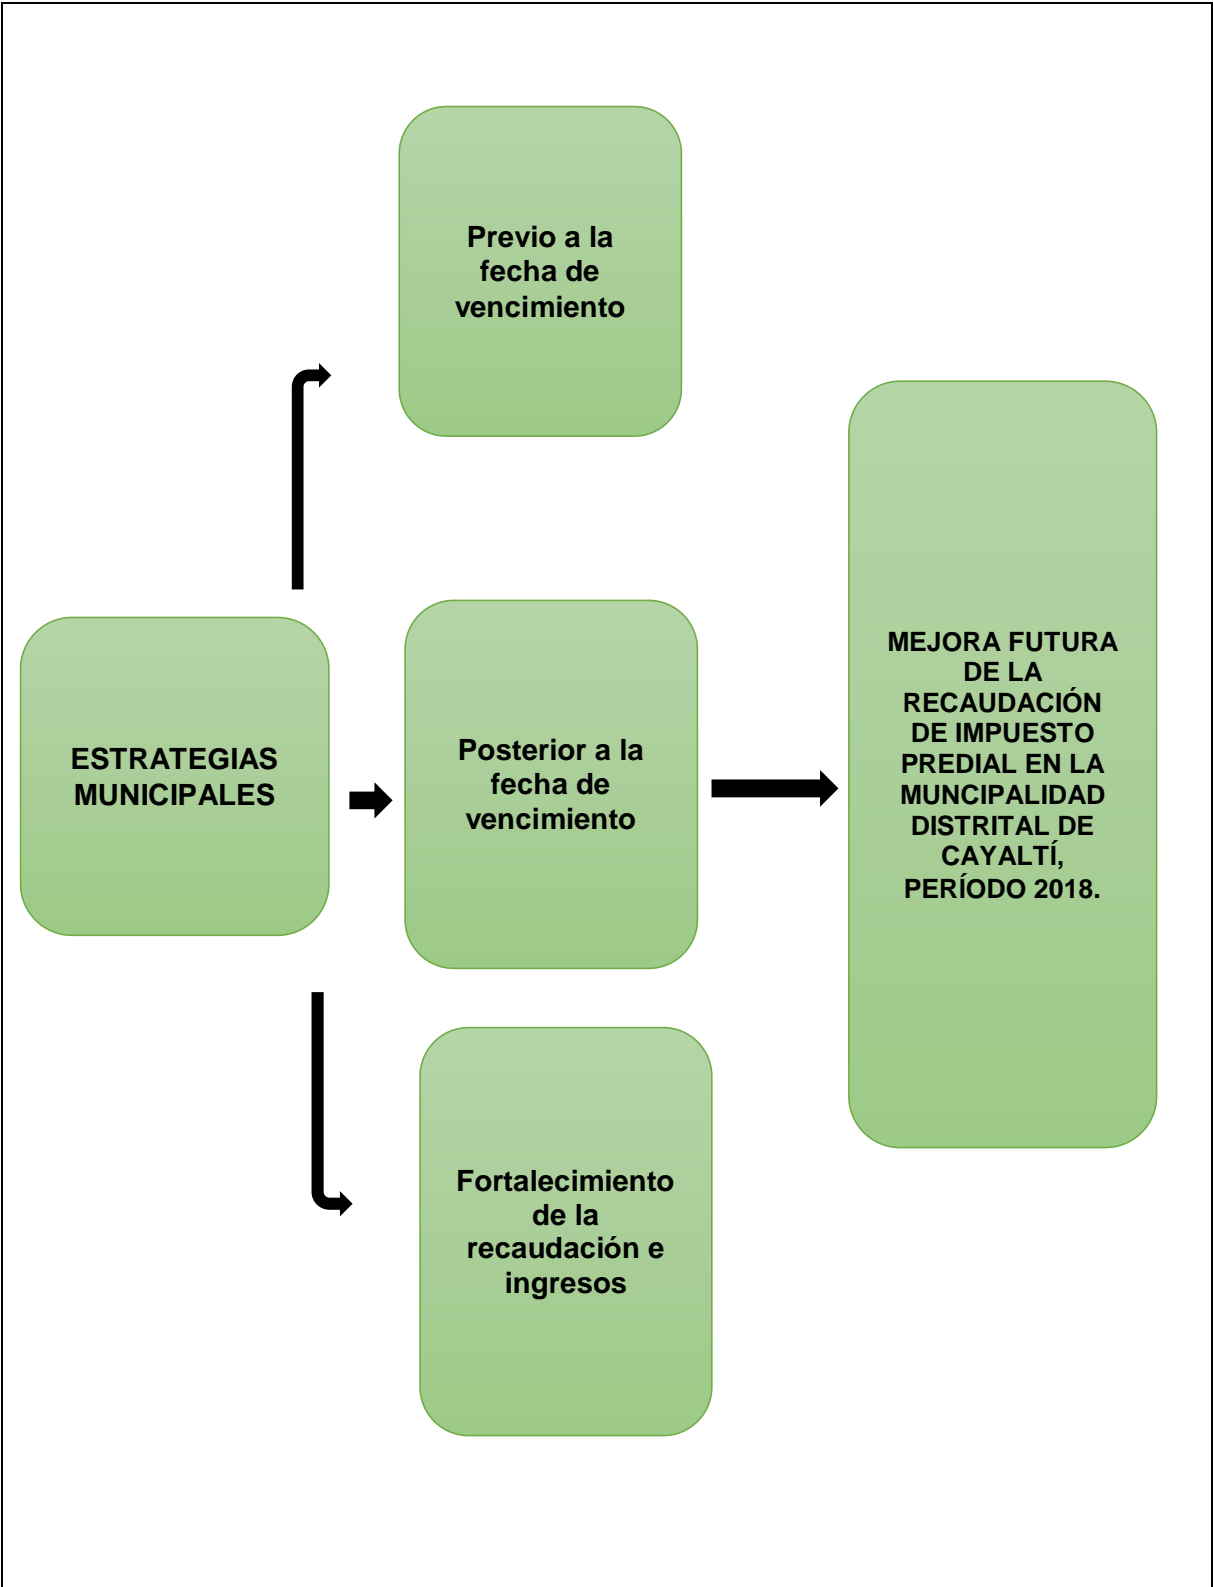 Previo a la
fecha de
vencimiento
ESTRATEGIAS
MUNICIPALES
Posterior a la
fecha de
vencimiento
Fortalecimiento
de la
recaudación e
ingresos
MEJORA FUTURA
DE LA
RECAUDACIÓN
DE IMPUESTO
PREDIAL EN LA
MUNCIPALIDAD
DISTRITAL DE
CAYALTÍ,
PERÍODO 2018.